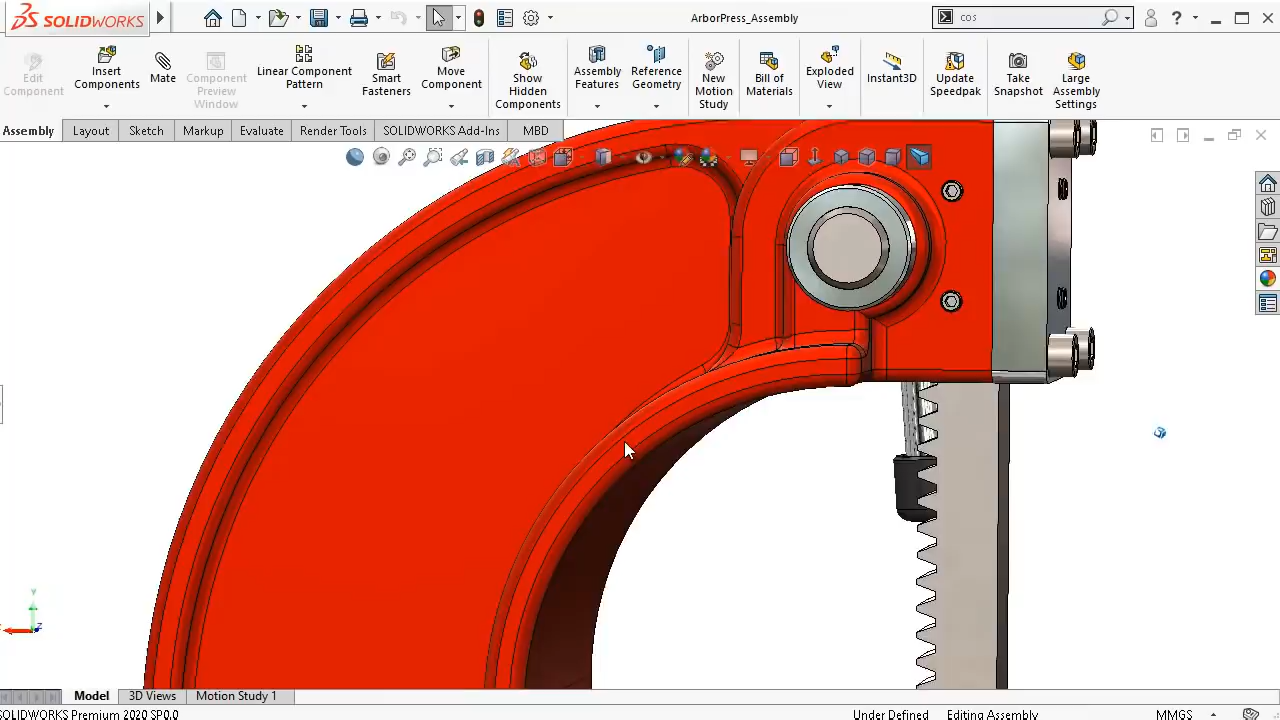 SOLIDWORKS
ArborPress_Assembly
cos
Edit Component
Insert Components
Mate
Component Preview Window
Linear Component Pattern
Smart Fasteners
Move Component
Show Hidden Components
Assembly Features
Reference Geometry
New Motion Study
Bill of Materials
Exploded View
Instant3D
Update Speedpak
Take Snapshot
Large Assembly Settings
Assembly
Layout
Sketch
Markup
Evaluate
Render Tools
SOLIDWORKS Add-Ins
MBD
Y
Z
Model
3D Views
Motion Study 1
SOLIDWORKS Premium 2020 SP0.0
Under Defined
Editing Assembly
MMGS